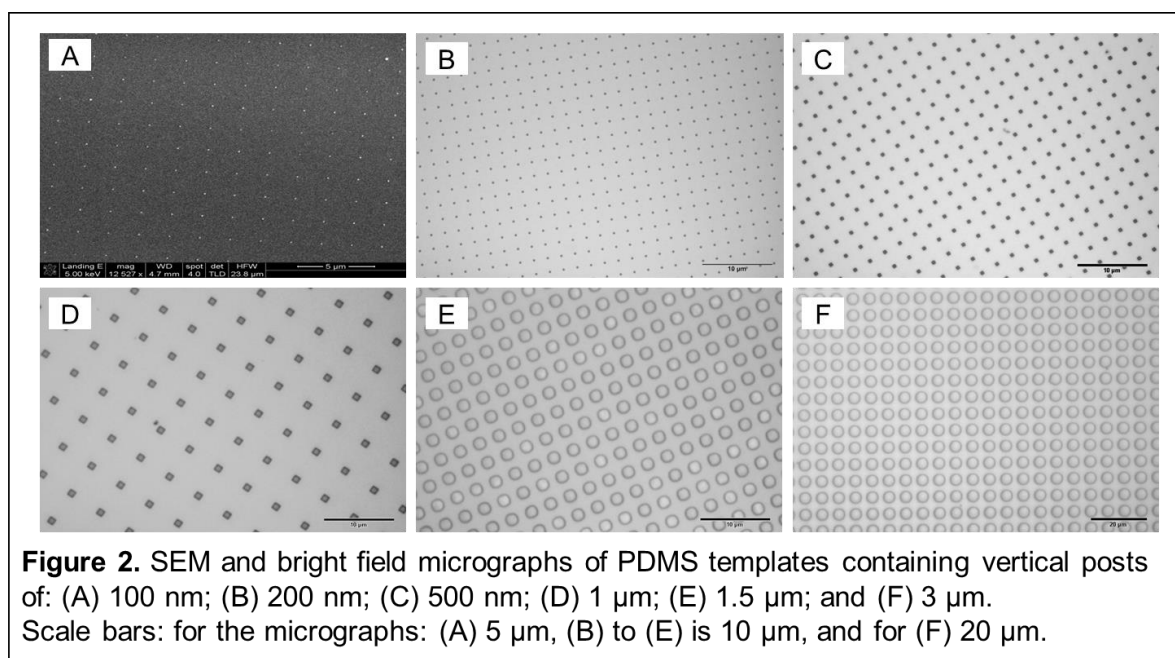 A
B
C
Landing E mag WD spot det HFW 5 µm
5.00 keV 12 527 x 4.7 mm 4.0 TLD 23.8 µm
10 µm
10 µm
D
E
F
10 µm
10 µm
20 µm
Figure 2. SEM and bright field micrographs of PDMS templates containing vertical posts
of: (A) 100 nm; (B) 200 nm; (C) 500 nm; (D) 1 µm; (E) 1.5 µm; and (F) 3 µm.
Scale bars: for the micrographs: (A) 5 µm, (B) to (E) is 10 µm, and for (F) 20 µm.